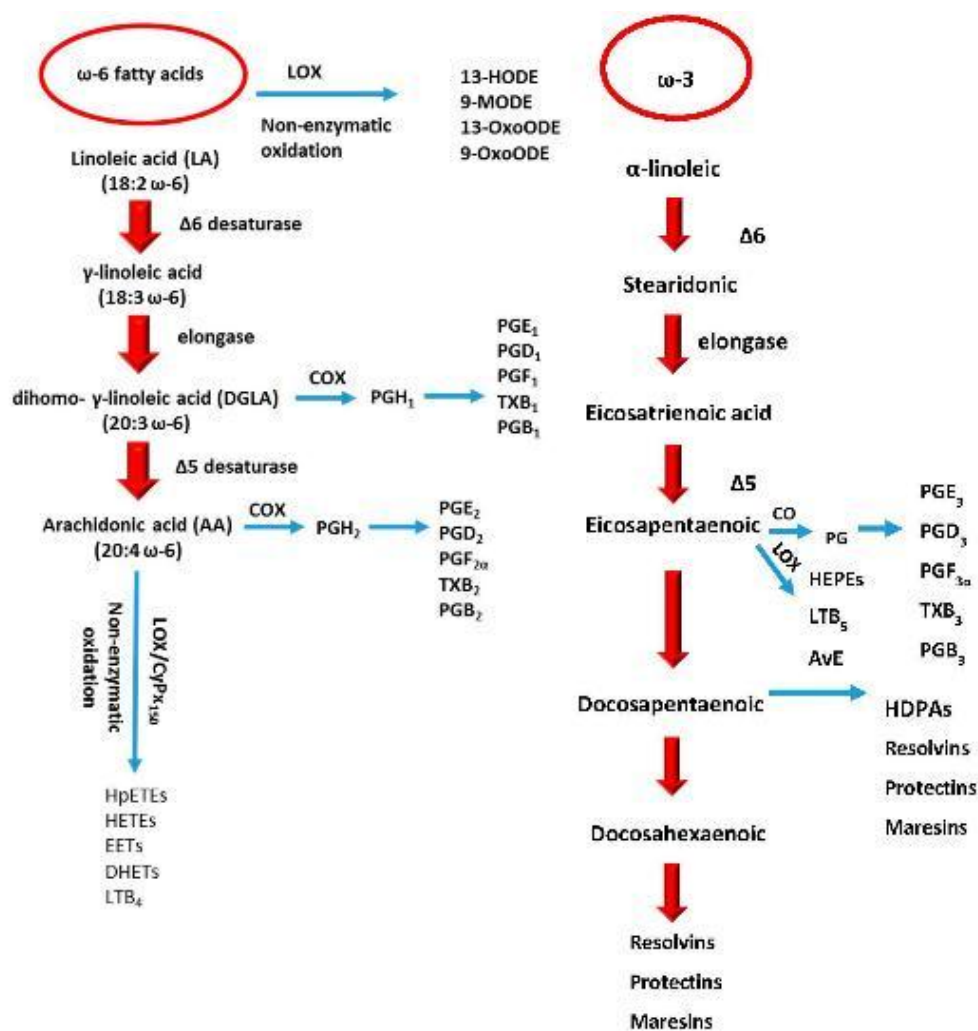 ω-6 fatty acids
LOX
Non-enzymatic
oxidation
13-HODE
9-MODE
13-OxoODE
9-OxoODE
Linoleic acid (LA)
(18:2 ω-6)
Δ6 desaturase
γ-linoleic acid
(18:3 ω-6)
elongase
dihomo- γ-linoleic acid (DGLA)
(20:3 ω-6)
COX
PGH₁
PGE₁
PGD₁
PGF₁
TXB₁
PGB₁
Δ5 desaturase
Arachidonic acid (AA)
(20:4 ω-6)
COX
PGH₂
PGE₂
PGD₂
PGF₂α
TXB₂
PGB₂
LOX/CyPx₁₅₀
Non-enzymatic
oxidation
HpETEs
HETEs
EETs
DHETs
LTB₄
ω-3
α-linoleic
Δ6
Stearidonic
elongase
Eicosatrienoic acid
Δ5
Eicosapentaenoic
CO
PG
PGE₃
PGD₃
PGF₃α
TXB₃
PGB₃
LOX
HEPEs
LTB₅
AvE
Docosapentaenoic
HDPAs
Resolvins
Protectins
Maresins
Docosahexaenoic
Resolvins
Protectins
Maresins